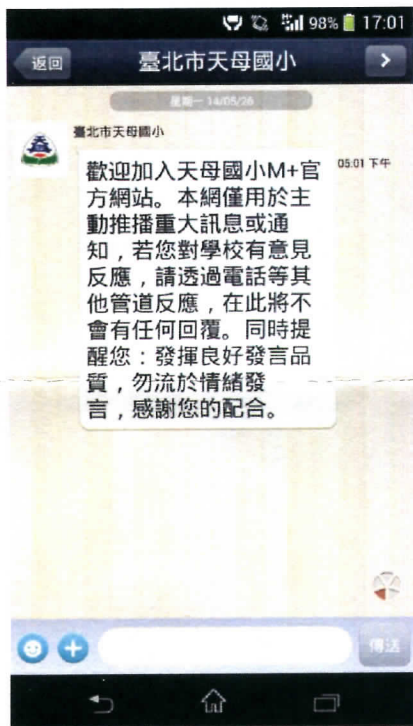 98% 17:01
返回 臺北市天母國小
星期一 14/05/26
臺北市天母國小
歡迎加入天母國小M+官
方網站。本網僅用於主
動推播重大訊息或通
知，若您對學校有意見
反應，請透過電話等其
他管道反應，在此將不
會有任何回覆。同時提
醒您：發揮良好發言品
質，勿流於情緒發
言，感謝您的配合。
05:01 下午
傳送